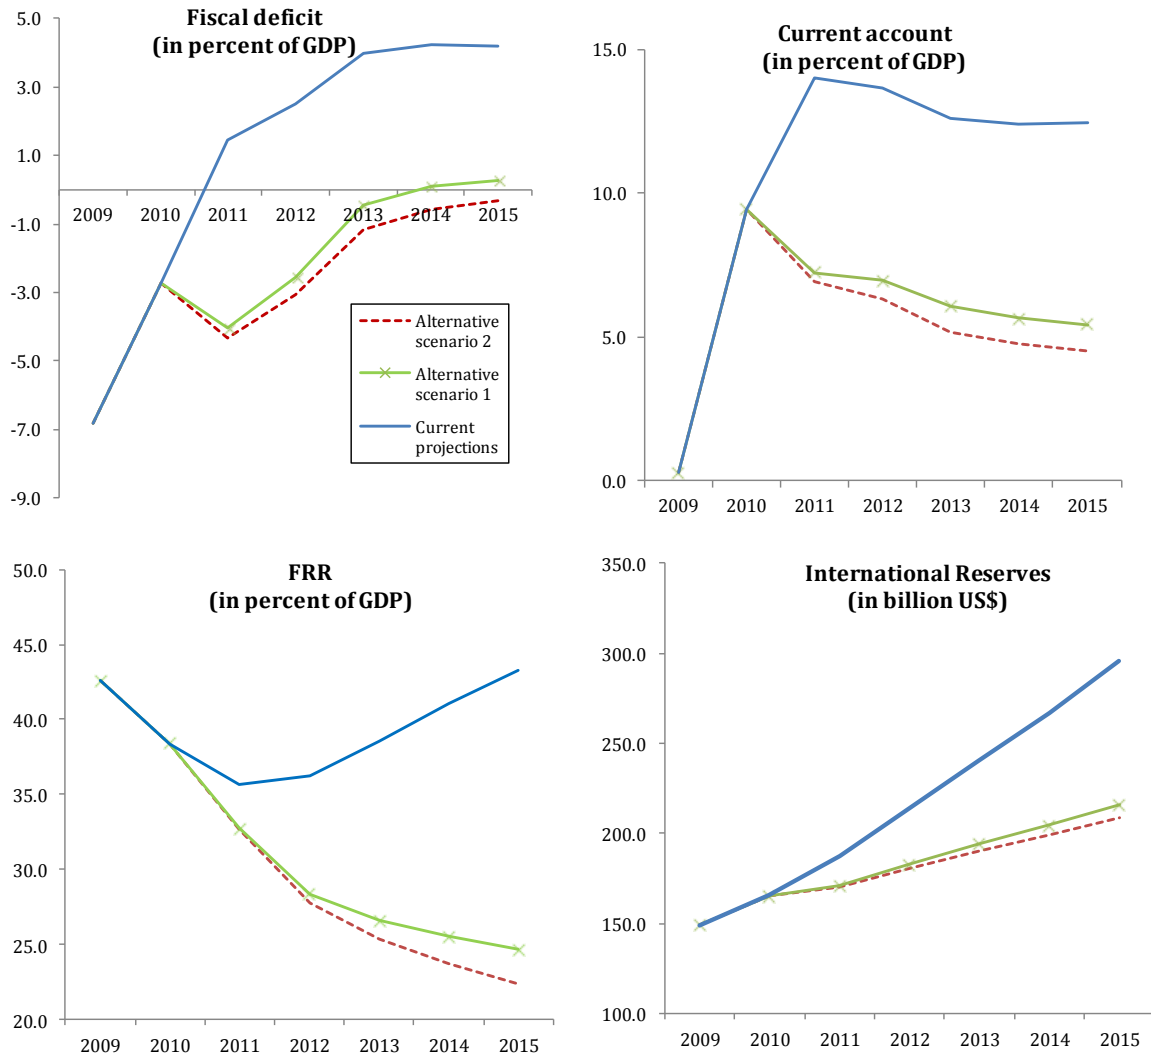 Fiscal deficit
(in percent of GDP)
5.0
3.0
1.0
-1.0
-3.0
-5.0
-7.0
-9.0
2009 2010 2011 2012 2013 2014 2015
Alternative
scenario 2
Alternative
scenario 1
Current
projections
Current account
(in percent of GDP)
15.0
10.0
5.0
0.0
2009 2010 2011 2012 2013 2014 2015
FRR
(in percent of GDP)
50.0
45.0
40.0
35.0
30.0
25.0
20.0
2009 2010 2011 2012 2013 2014 2015
International Reserves
(in billion US$)
350.0
300.0
250.0
200.0
150.0
100.0
2009 2010 2011 2012 2013 2014 2015